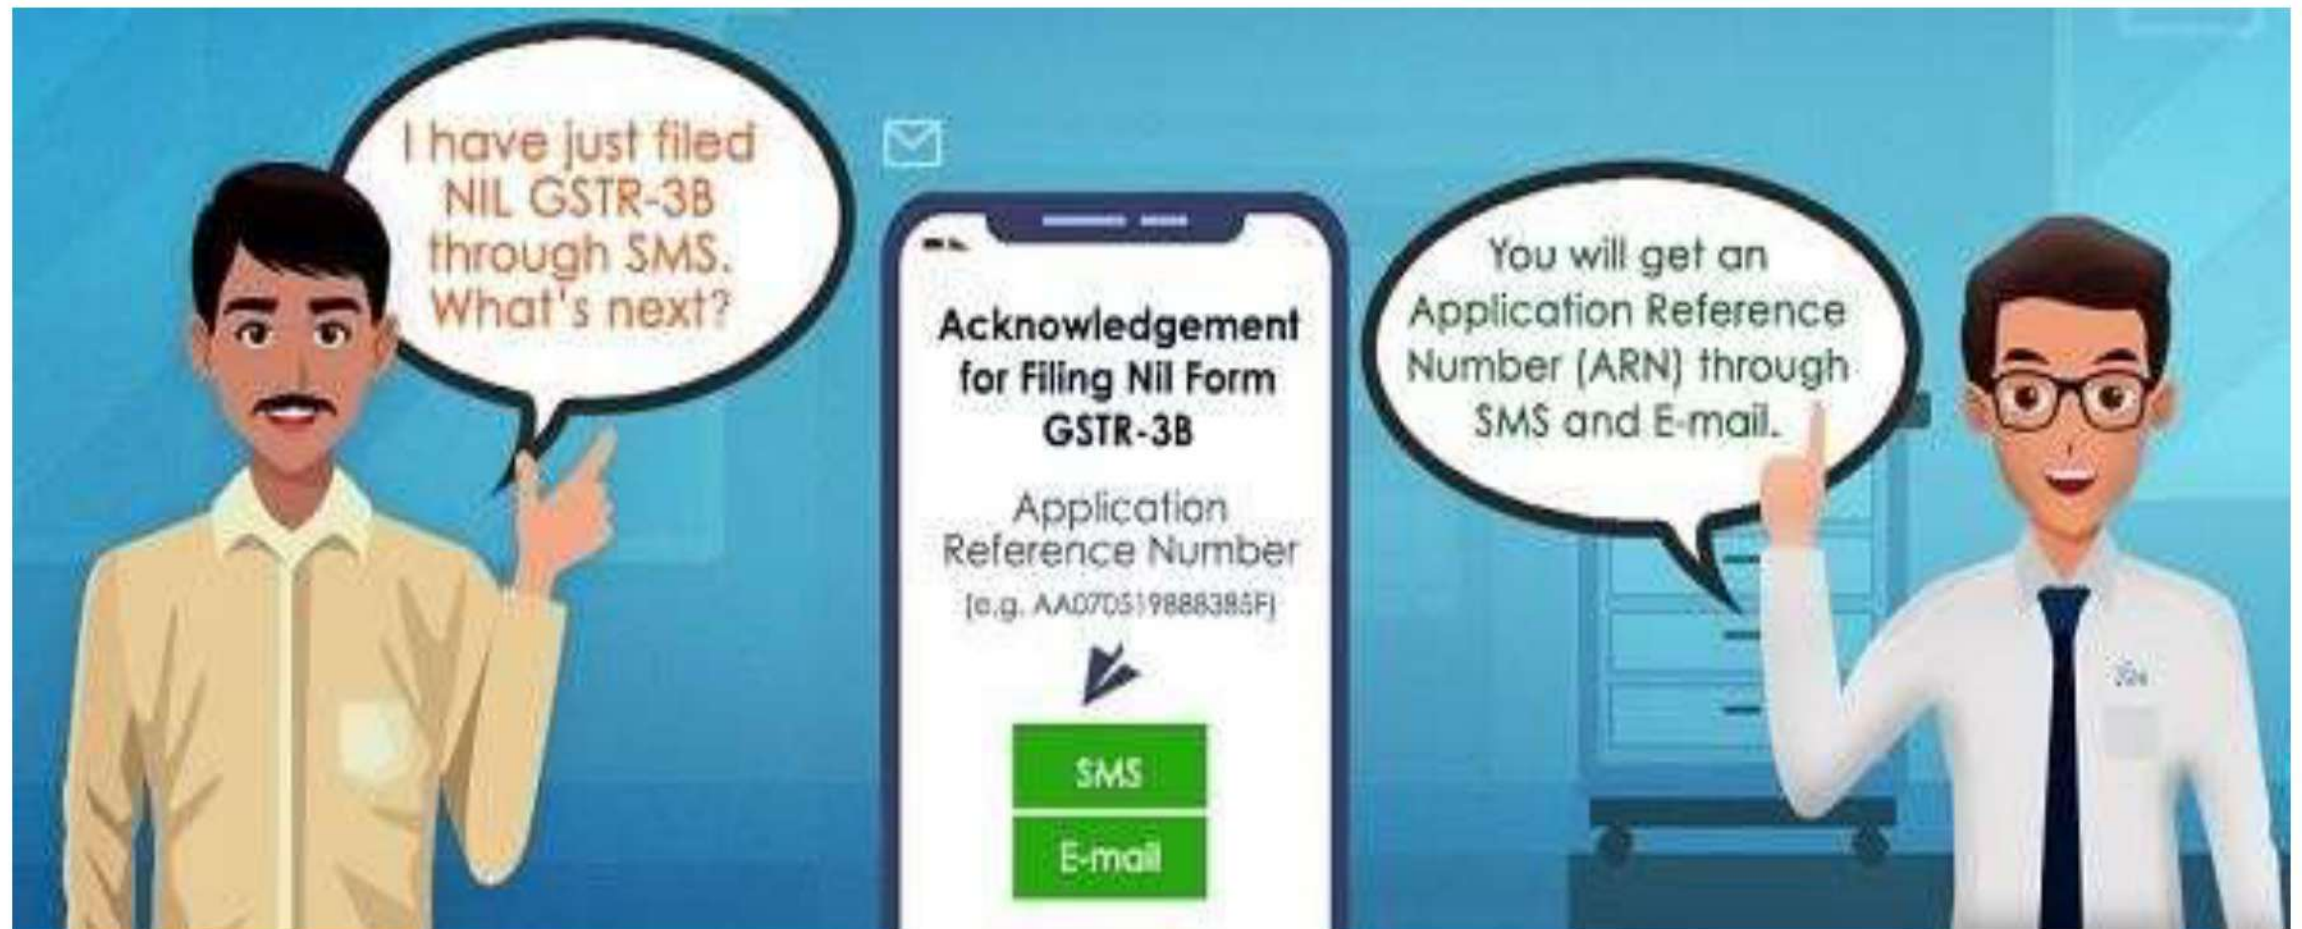 I have just filed
NIL GSTR-3B
through SMS.
What's next?
Acknowledgement
for Filing Nil Form
GSTR-3B
Application
Reference Number
(e.g. AA070519888385F)
SMS
E-mail
You will get an
Application Reference
Number (ARN) through
SMS and E-mail.